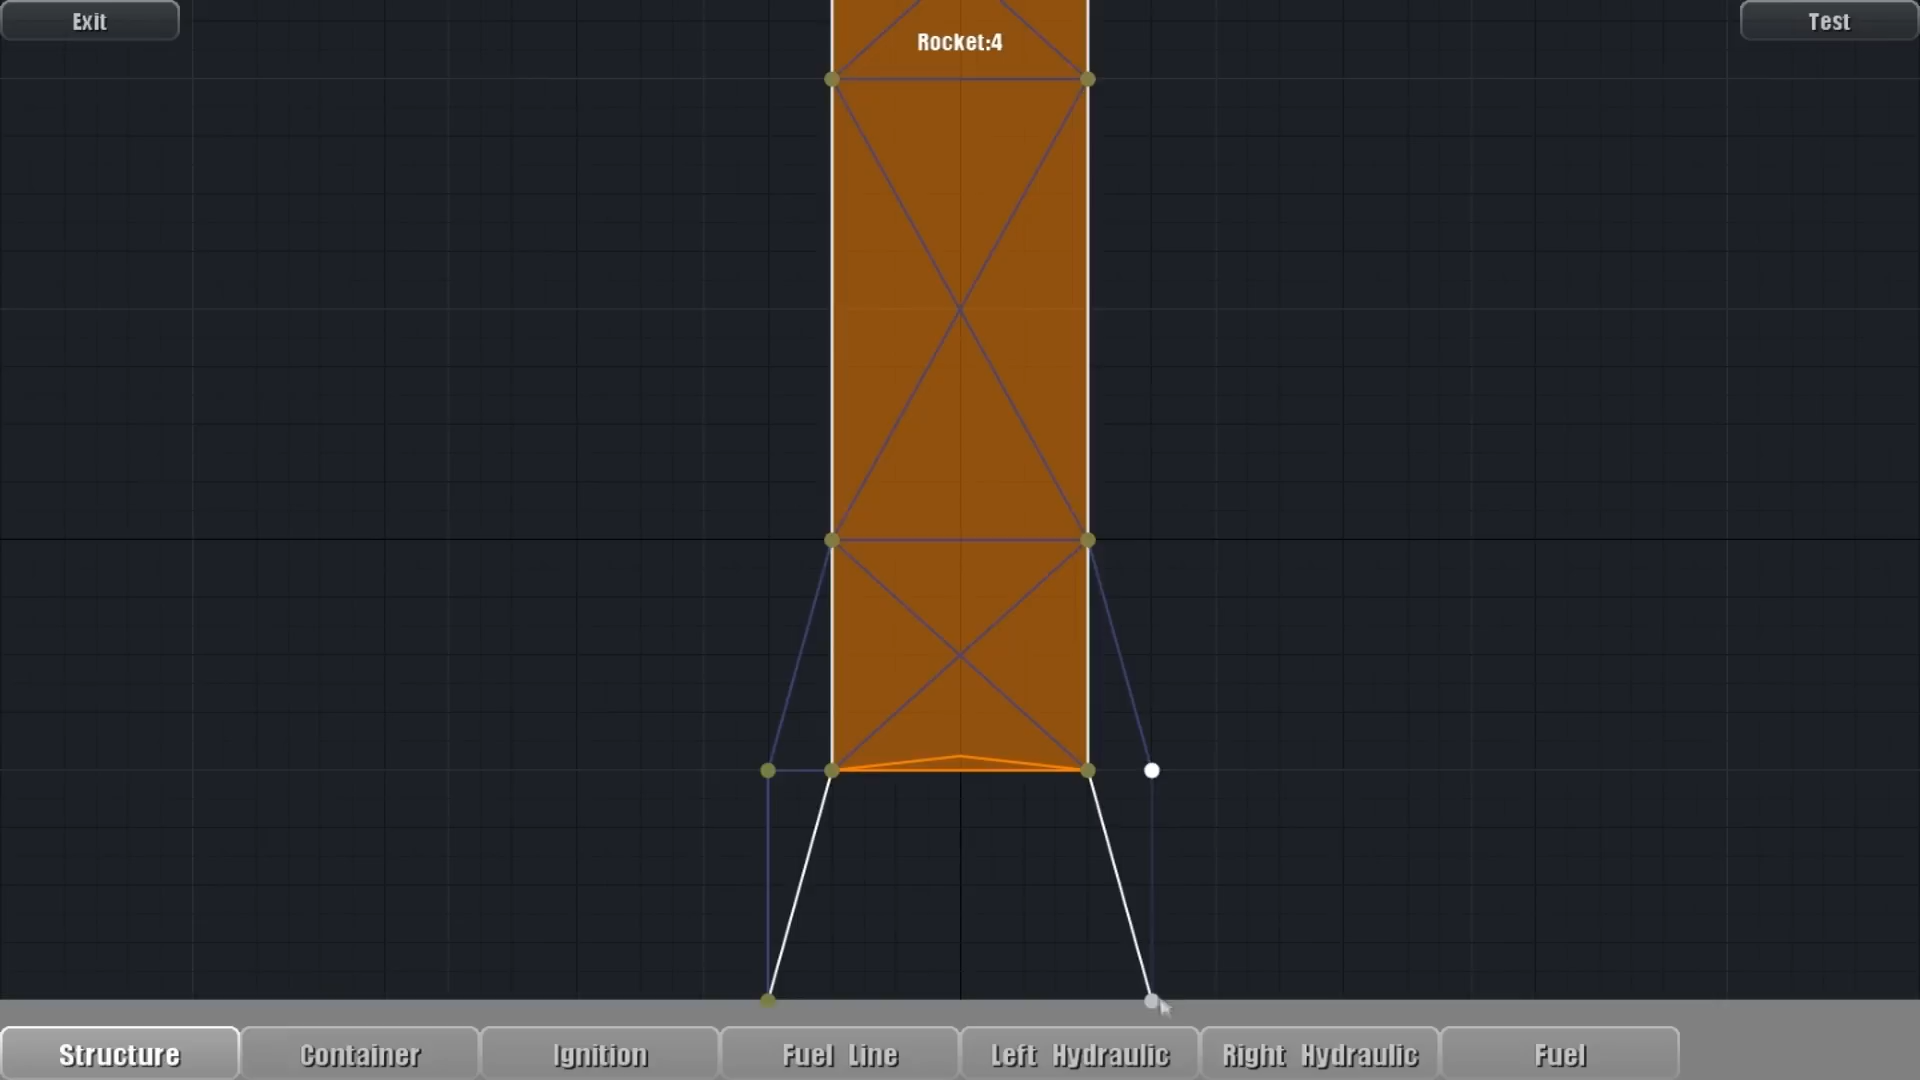 Exit
Rocket:4
Test
Structure
Container
Ignition
Fuel Line
Left Hydraulic
Right Hydraulic
Fuel